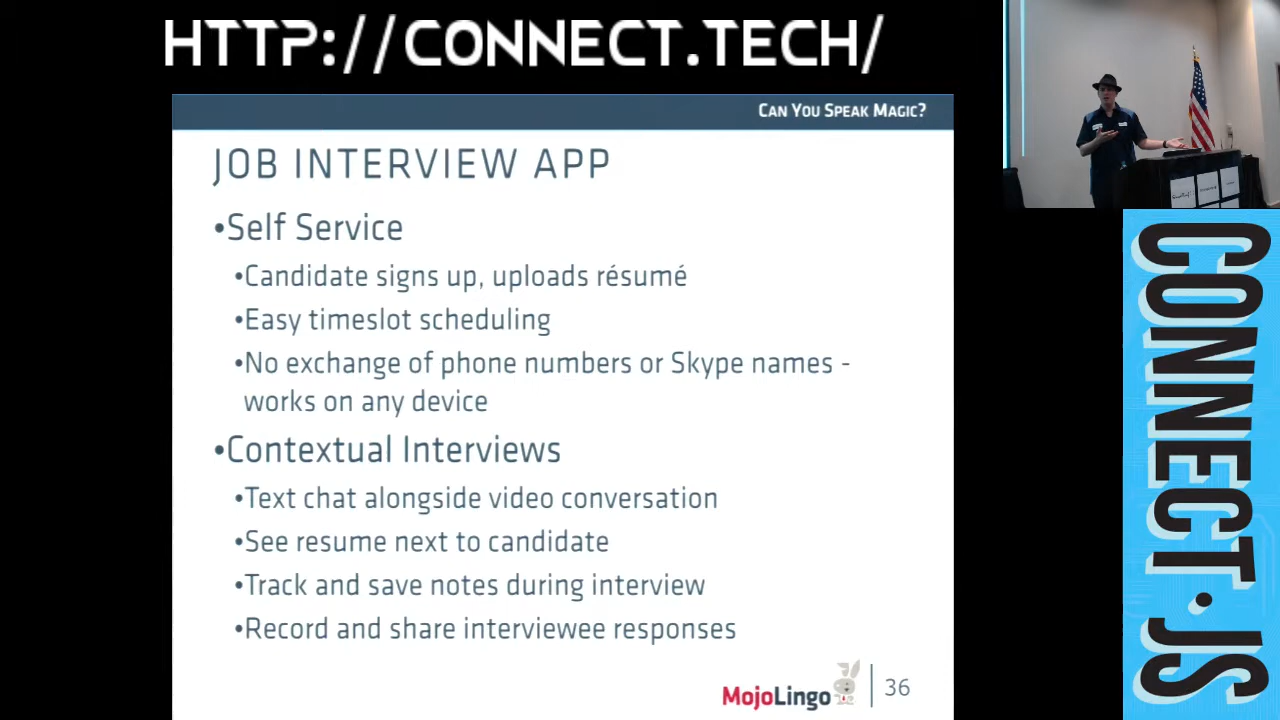 HTTP://CONNECT.TECH/
CAN YOU SPEAK MAGIC?
JOB INTERVIEW APP
•Self Service
•Candidate signs up, uploads résumé
•Easy timeslot scheduling
•No exchange of phone numbers or Skype names -
works on any device
•Contextual Interviews
•Text chat alongside video conversation
•See resume next to candidate
•Track and save notes during interview
•Record and share interviewee responses
MojoLingo
36
CONNECT.JS